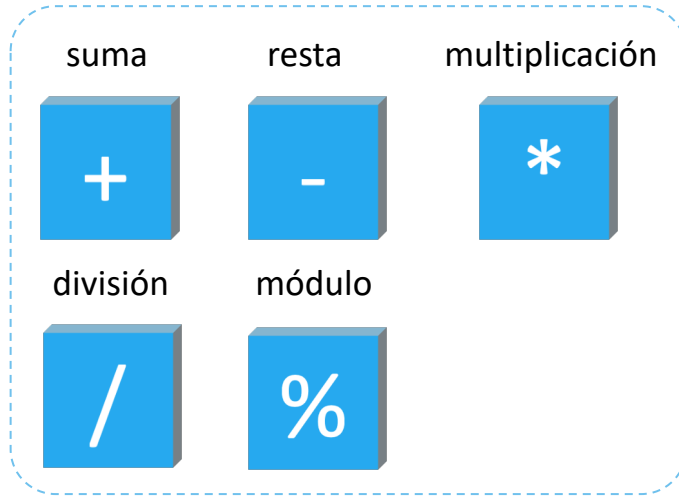 suma resta multiplicación
+ - *
división módulo
/ %